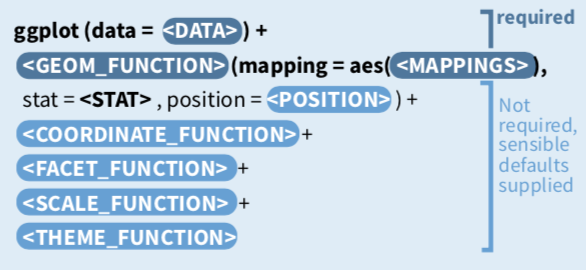 ggplot (data = <DATA>) +
<GEOM_FUNCTION>(mapping = aes(<MAPPINGS>),
stat = <STAT> , position = <POSITION> ) +
<COORDINATE_FUNCTION> +
<FACET_FUNCTION> +
<SCALE_FUNCTION> +
<THEME_FUNCTION>
required
Not
required,
sensible
defaults
supplied